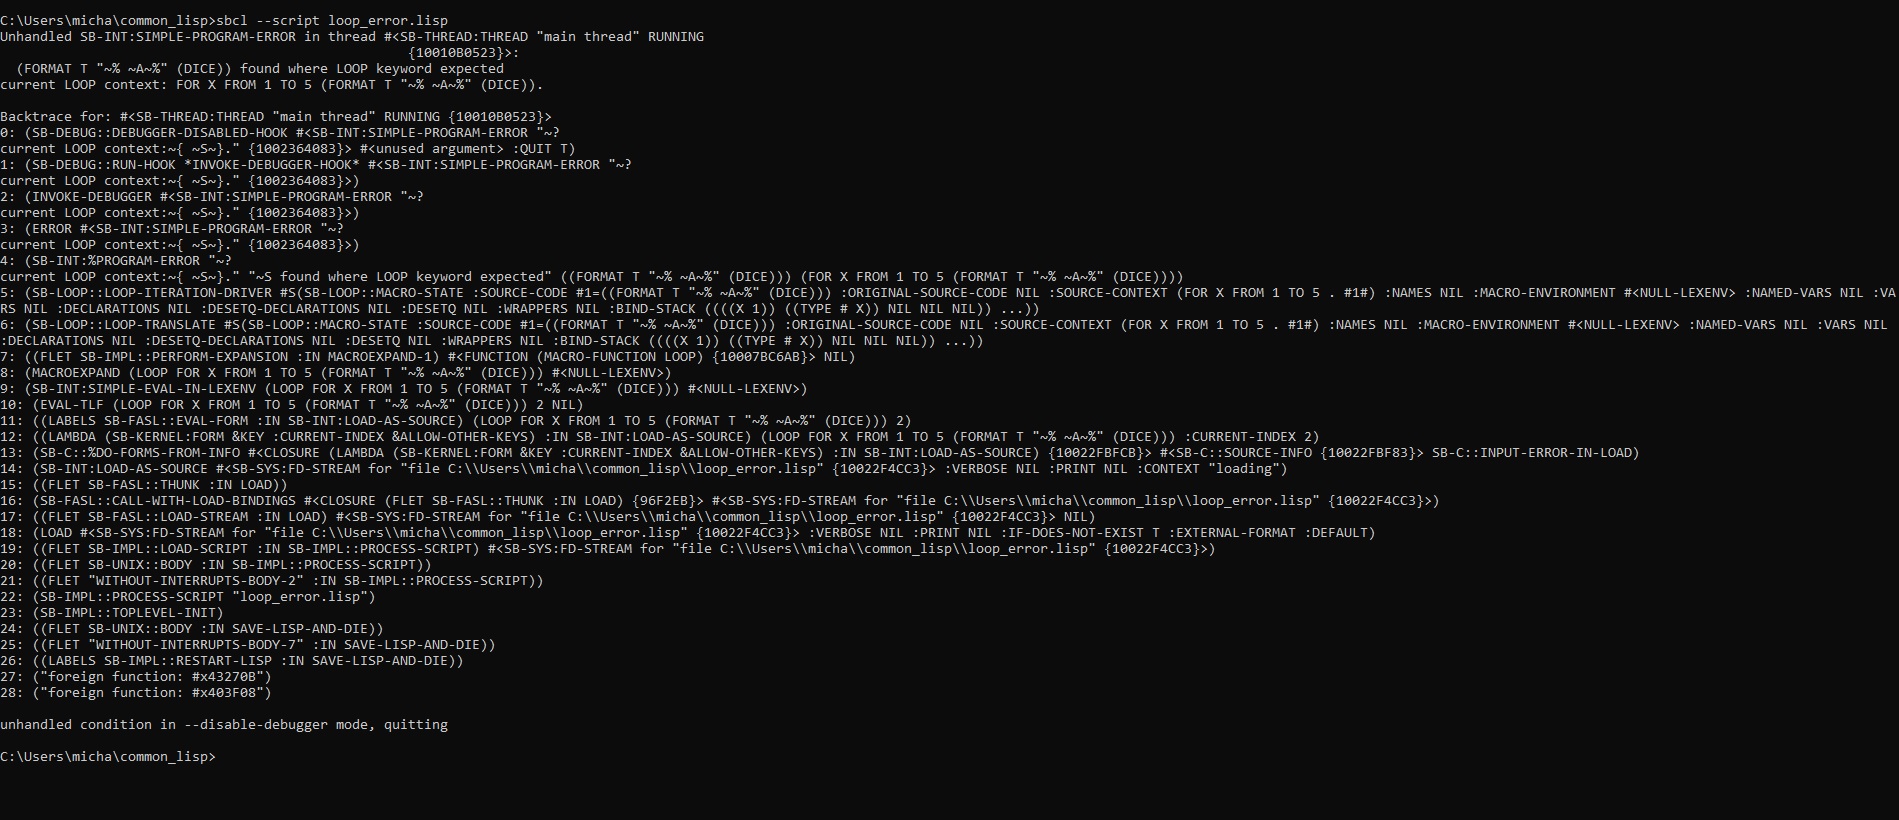 C:\Users\micha\common_lisp>sbcl --script loop_error.lisp
Unhandled SB-INT:SIMPLE-PROGRAM-ERROR in thread #<SB-THREAD:THREAD "main thread" RUNNING
                                                   {10010B0523}>:
  (FORMAT T "~% ~A~%" (DICE)) found where LOOP keyword expected
current LOOP context: FOR X FROM 1 TO 5 (FORMAT T "~% ~A~%" (DICE)).

Backtrace for: #<SB-THREAD:THREAD "main thread" RUNNING {10010B0523}>
0: (SB-DEBUG::DEBUGGER-DISABLED-HOOK #<SB-INT:SIMPLE-PROGRAM-ERROR "~?
current LOOP context:~{ ~S~}." {1002364083}> #<unused argument> :QUIT T)
1: (SB-DEBUG::RUN-HOOK *INVOKE-DEBUGGER-HOOK* #<SB-INT:SIMPLE-PROGRAM-ERROR "~?
current LOOP context:~{ ~S~}." {1002364083}>)
2: (INVOKE-DEBUGGER #<SB-INT:SIMPLE-PROGRAM-ERROR "~?
current LOOP context:~{ ~S~}." {1002364083}>)
3: (ERROR #<SB-INT:SIMPLE-PROGRAM-ERROR "~?
current LOOP context:~{ ~S~}." {1002364083}>)
4: (SB-INT:%PROGRAM-ERROR "~?
current LOOP context:~{ ~S~}." "~S found where LOOP keyword expected" ((FORMAT T "~% ~A~%" (DICE))) (FOR X FROM 1 TO 5 (FORMAT T "~% ~A~%" (DICE))))
5: (SB-LOOP::LOOP-ITERATION-DRIVER #S(SB-LOOP::MACRO-STATE :SOURCE-CODE #1=((FORMAT T "~% ~A~%" (DICE))) :ORIGINAL-SOURCE-CODE NIL :SOURCE-CONTEXT (FOR X FROM 1 TO 5 . #1#) :NAMES NIL :MACRO-ENVIRONMENT #<NULL-LEXENV> :NAMED-VARS NIL :VA
RS NIL :DECLARATIONS NIL :DESETQ-DECLARATIONS NIL :DESETQ NIL :WRAPPERS NIL :BIND-STACK ((((X 1)) ((TYPE # X)) NIL NIL NIL)) ...))
6: (SB-LOOP::LOOP-TRANSLATE #S(SB-LOOP::MACRO-STATE :SOURCE-CODE #1=((FORMAT T "~% ~A~%" (DICE))) :ORIGINAL-SOURCE-CODE NIL :SOURCE-CONTEXT (FOR X FROM 1 TO 5 . #1#) :NAMES NIL :MACRO-ENVIRONMENT #<NULL-LEXENV> :NAMED-VARS NIL :VARS NIL
:DECLARATIONS NIL :DESETQ-DECLARATIONS NIL :DESETQ NIL :WRAPPERS NIL :BIND-STACK ((((X 1)) ((TYPE # X)) NIL NIL NIL)) ...))
7: ((FLET SB-IMPL::PERFORM-EXPANSION :IN MACROEXPAND-1) #<FUNCTION (MACRO-FUNCTION LOOP) {10007BC6AB}> NIL)
8: (MACROEXPAND (LOOP FOR X FROM 1 TO 5 (FORMAT T "~% ~A~%" (DICE))) #<NULL-LEXENV>)
9: (SB-INT:SIMPLE-EVAL-IN-LEXENV (LOOP FOR X FROM 1 TO 5 (FORMAT T "~% ~A~%" (DICE))) #<NULL-LEXENV>)
10: (EVAL-TLF (LOOP FOR X FROM 1 TO 5 (FORMAT T "~% ~A~%" (DICE))) 2 NIL)
11: ((LABELS SB-FASL::EVAL-FORM :IN SB-INT:LOAD-AS-SOURCE) (LOOP FOR X FROM 1 TO 5 (FORMAT T "~% ~A~%" (DICE))) 2)
12: ((LAMBDA (SB-KERNEL:FORM &KEY :CURRENT-INDEX &ALLOW-OTHER-KEYS) :IN SB-INT:LOAD-AS-SOURCE) (LOOP FOR X FROM 1 TO 5 (FORMAT T "~% ~A~%" (DICE))) :CURRENT-INDEX 2)
13: (SB-C::%DO-FORMS-FROM-INFO #<CLOSURE (LAMBDA (SB-KERNEL:FORM &KEY :CURRENT-INDEX &ALLOW-OTHER-KEYS) :IN SB-INT:LOAD-AS-SOURCE) {10022FBFCB}> #<SB-C::SOURCE-INFO {10022FBF83}> SB-C::INPUT-ERROR-IN-LOAD)
14: (SB-INT:LOAD-AS-SOURCE #<SB-SYS:FD-STREAM for "file C:\\Users\\micha\\common_lisp\\loop_error.lisp" {10022F4CC3}> :VERBOSE NIL :PRINT NIL :CONTEXT "loading")
15: ((FLET SB-FASL::THUNK :IN LOAD))
16: (SB-FASL::CALL-WITH-LOAD-BINDINGS #<CLOSURE (FLET SB-FASL::THUNK :IN LOAD) {96F2EB}> #<SB-SYS:FD-STREAM for "file C:\\Users\\micha\\common_lisp\\loop_error.lisp" {10022F4CC3}>)
17: ((FLET SB-FASL::LOAD-STREAM :IN LOAD) #<SB-SYS:FD-STREAM for "file C:\\Users\\micha\\common_lisp\\loop_error.lisp" {10022F4CC3}> NIL)
18: (LOAD #<SB-SYS:FD-STREAM for "file C:\\Users\\micha\\common_lisp\\loop_error.lisp" {10022F4CC3}> :VERBOSE NIL :PRINT NIL :IF-DOES-NOT-EXIST T :EXTERNAL-FORMAT :DEFAULT)
19: ((FLET SB-IMPL::LOAD-SCRIPT :IN SB-IMPL::PROCESS-SCRIPT) #<SB-SYS:FD-STREAM for "file C:\\Users\\micha\\common_lisp\\loop_error.lisp" {10022F4CC3}>)
20: ((FLET SB-UNIX::BODY :IN SB-IMPL::PROCESS-SCRIPT))
21: ((FLET "WITHOUT-INTERRUPTS-BODY-2" :IN SB-IMPL::PROCESS-SCRIPT))
22: (SB-IMPL::PROCESS-SCRIPT "loop_error.lisp")
23: (SB-IMPL::TOPLEVEL-INIT)
24: ((FLET SB-UNIX::BODY :IN SAVE-LISP-AND-DIE))
25: ((FLET "WITHOUT-INTERRUPTS-BODY-7" :IN SAVE-LISP-AND-DIE))
26: ((LABELS SB-IMPL::RESTART-LISP :IN SAVE-LISP-AND-DIE))
27: ("foreign function: #x43270B")
28: ("foreign function: #x403F08")

unhandled condition in --disable-debugger mode, quitting

C:\Users\micha\common_lisp>